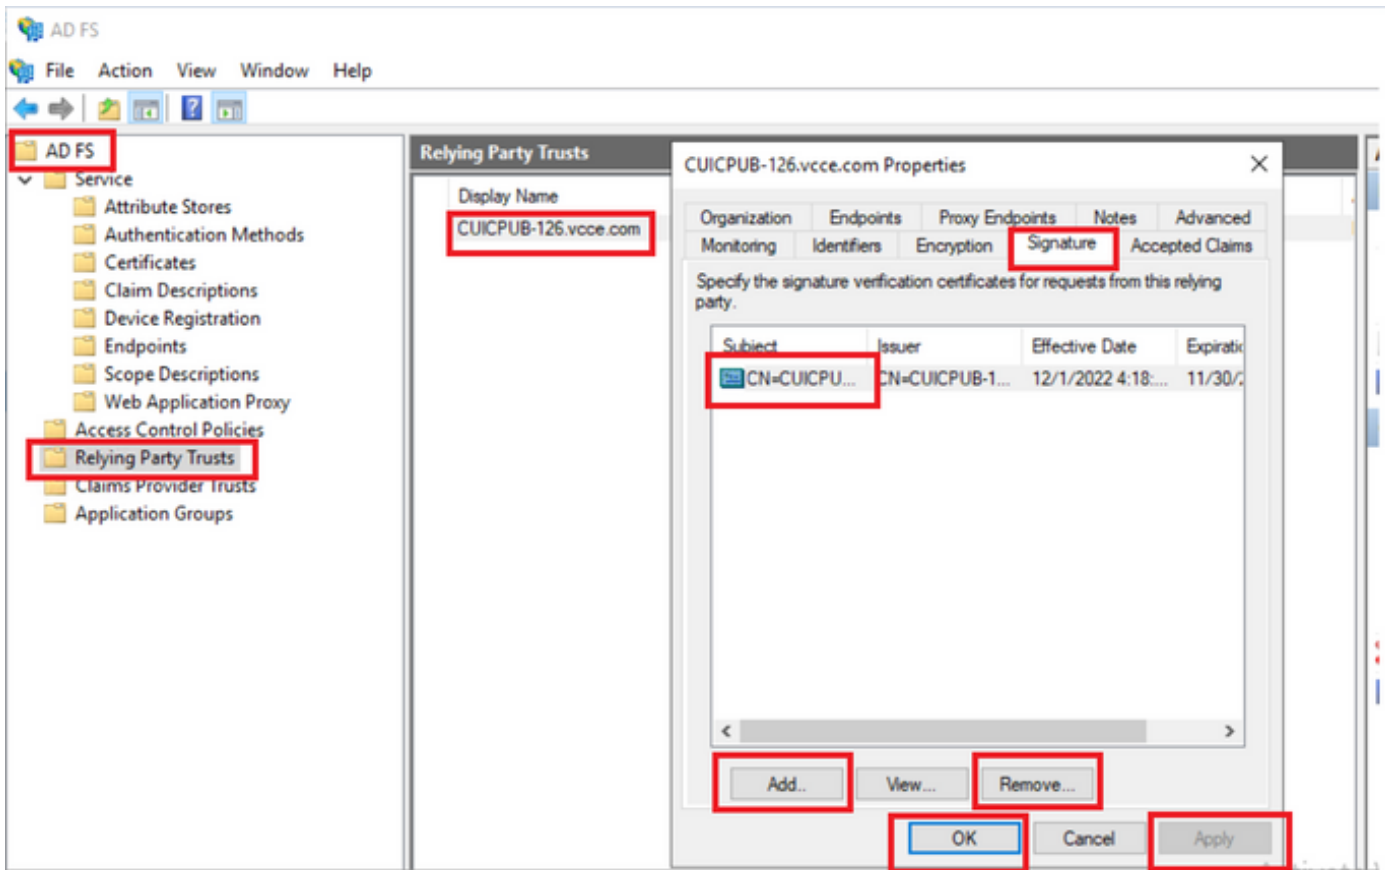 AD FS
File Action View Window Help
AD FS
Service
Attribute Stores
Authentication Methods
Certificates
Claim Descriptions
Device Registration
Endpoints
Scope Descriptions
Web Application Proxy
Access Control Policies
Relying Party Trusts
Claims Provider Trusts
Application Groups
Relying Party Trusts
Display Name
CUICPUB-126.vcce.com
CUICPUB-126.vcce.com Properties
Organization Endpoints Proxy Endpoints Notes Advanced
Monitoring Identifiers Encryption Signature Accepted Claims
Specify the signature verification certificates for requests from this relying
party.
Subject Issuer Effective Date Expiratic
CN=CUICPU... CN=CUICPUB-1... 12/1/2022 4:18:... 11/30/
Add.. View... Remove...
OK Cancel Apply